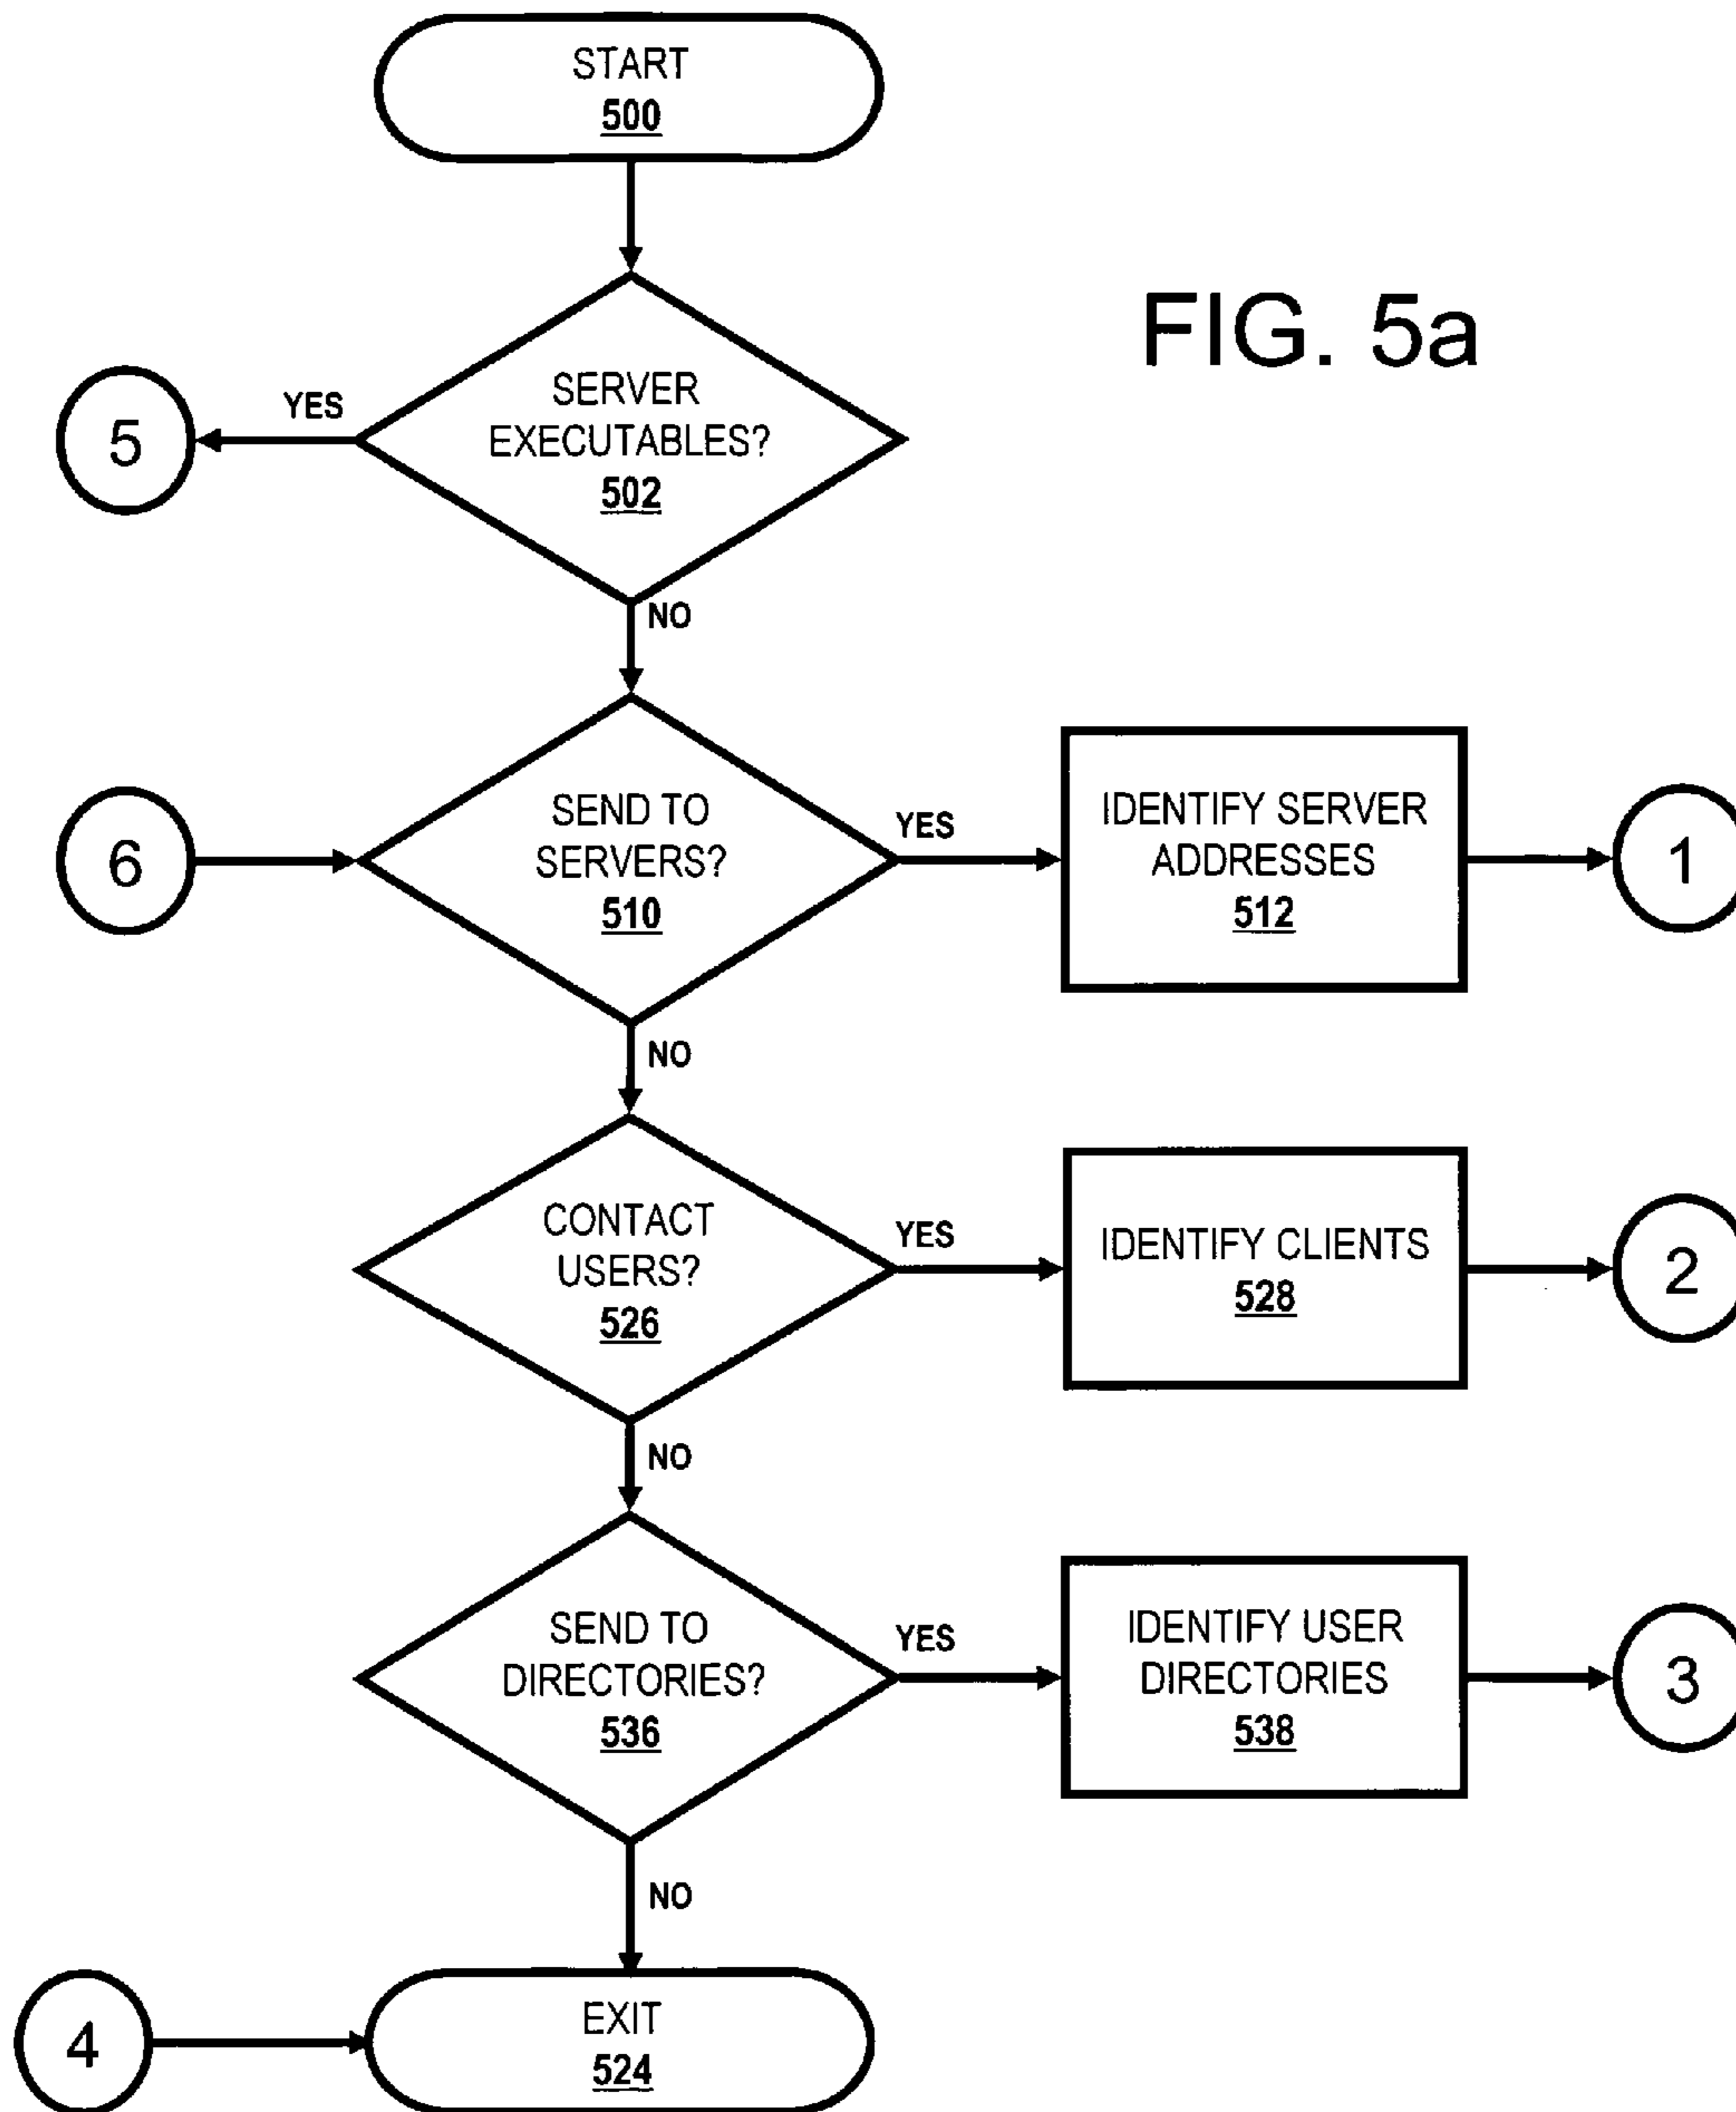 START
500
FIG. 5a
SERVER
EXECUTABLES?
502
YES
5
NO
SEND TO
SERVERS?
510
6
YES
IDENTIFY SERVER
ADDRESSES
512
1
NO
CONTACT
USERS?
526
YES
IDENTIFY CLIENTS
528
2
NO
SEND TO
DIRECTORIES?
536
YES
IDENTIFY USER
DIRECTORIES
538
3
NO
EXIT
524
4